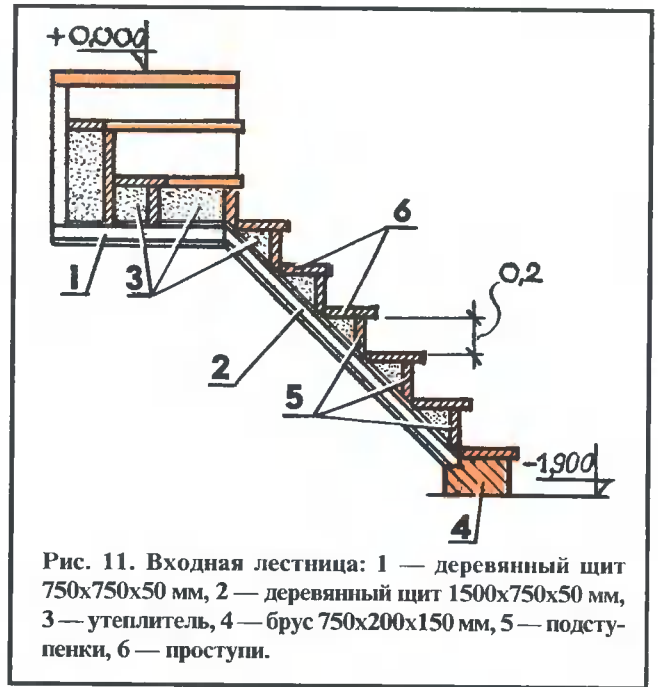 +0,000
6
0,2
1
3
2
5
-1,900
4
Рис. 11. Входная лестница: 1 — деревянный щит
750х750х50 мм, 2 — деревянный щит 1500х750х50 мм,
3 — утеплитель, 4 — брус 750х200х150 мм, 5 — подсту-
пенки, 6 — проступи.